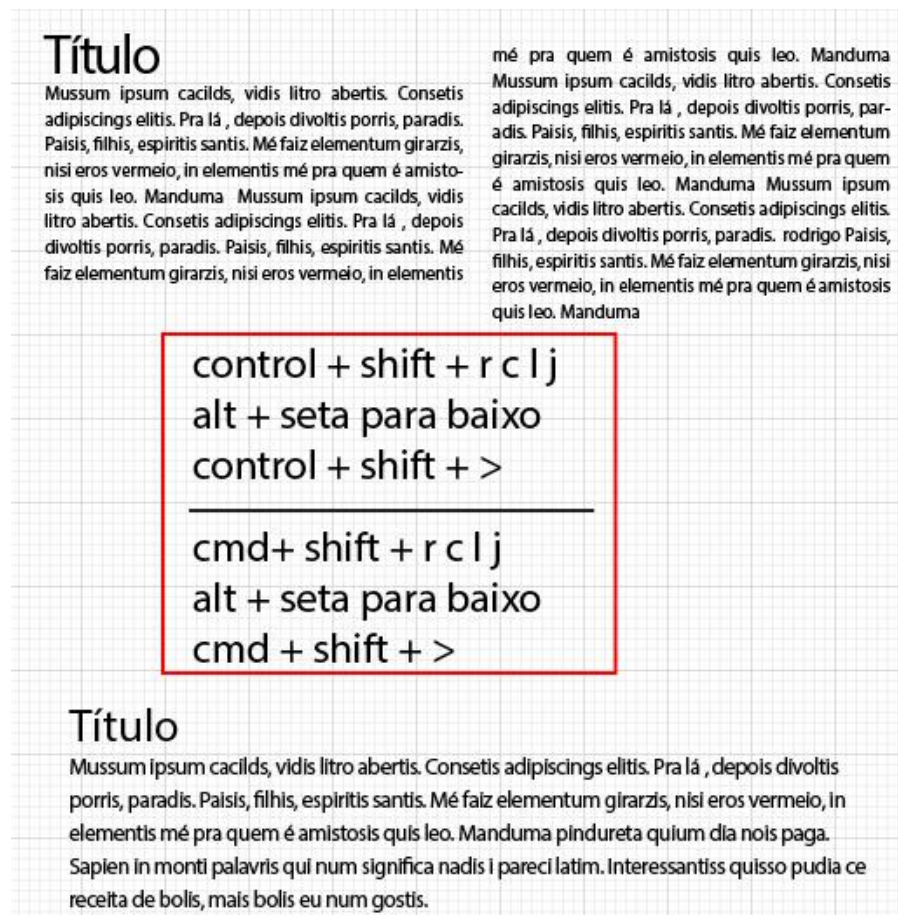 Título
Mussum ipsum cacilds, vidis litro abertis. Consetis
adipiscings elitis. Pra lá , depois divoltis porris, paradis.
Paisis, filhis, espiritis santis. Mé faiz elementum girarzis,
nisi eros vermeio, in elementis mé pra quem é amisto-
sis quis leo. Manduma  Mussum ipsum cacilds, vidis
litro abertis. Consetis adipiscings elitis. Pra lá , depois
divoltis porris, paradis. Paisis, filhis, espiritis santis. Mé
faiz elementum girarzis, nisi eros vermeio, in elementis
mé pra quem é amistosis quis leo. Manduma
Mussum ipsum cacilds, vidis litro abertis. Consetis
adipiscings elitis. Pra lá , depois divoltis porris, par-
adis. Paisis, filhis, espiritis santis. Mé faiz elementum
girarzis, nisi eros vermeio, in elementis mé pra quem
é amistosis quis leo. Manduma Mussum ipsum
cacilds, vidis litro abertis. Consetis adipiscings elitis.
Pra lá , depois divoltis porris, paradis. rodrigo Paisis,
filhis, espiritis santis. Mé faiz elementum girarzis, nisi
eros vermeio, in elementis mé pra quem é amistosis
quis leo. Manduma
control + shift + r c l j
alt + seta para baixo
control + shift + >
cmd+ shift + r c l j
alt + seta para baixo
cmd + shift + >
Título
Mussum ipsum cacilds, vidis litro abertis. Consetis adipiscings elitis. Pra lá , depois divoltis
porris, paradis. Paisis, filhis, espiritis santis. Mé faiz elementum girarzis, nisi eros vermeio, in
elementis mé pra quem é amistosis quis leo. Manduma pindureta quium dia nois paga.
Sapien in monti palavris qui num significa nadis i pareci latim. Interessantiss quisso pudia ce
receita de bolis, mais bolis eu num gostis.